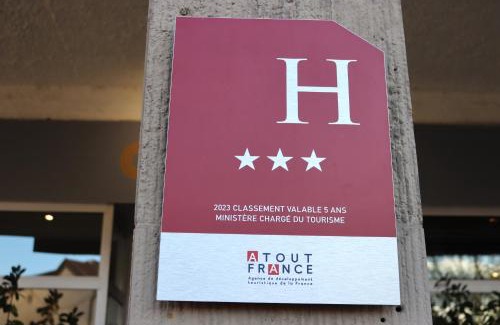 H
2023 CLASSEMENT VALABLE 5 ANS
MINISTÈRE CHARGÉ DU TOURISME
ATOUT
FRANCE
Agence de développement
touristique de la France